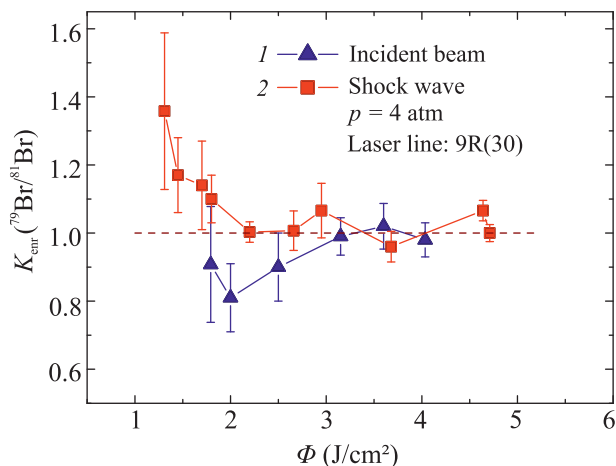 1.6
1.4
1.2
1.0
0.8
0.6
K_enr (⁷⁹Br/⁸¹Br)
1 Incident beam
2 Shock wave
p = 4 atm
Laser line: 9R(30)
1 2 3 4 5 6
Φ (J/cm²)